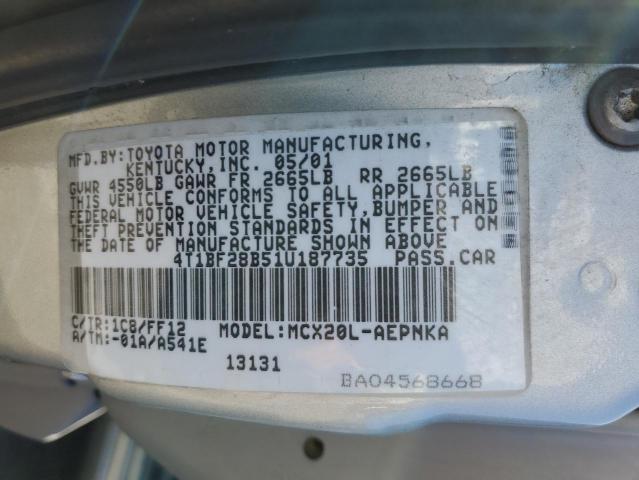 MFD.BY:TOYOTA MOTOR MANUFACTURING,
KENTUCKY,INC. 05/01
GVWR 4550LB GAWR FR 2665LB RR 2665LB
THIS VEHICLE CONFORMS TO ALL APPLICABLE
FEDERAL MOTOR VEHICLE SAFETY,BUMPER AND
THEFT PREVENTION STANDARDS IN EFFECT ON
THE DATE OF MANUFACTURE SHOWN ABOVE.
4T1BF28B51U187735 PASS.CAR
C/TR:1C8/FF12 MODEL:MCX20L-AEPNKA
A/TM:-01A/A541E
13131
BA04568668